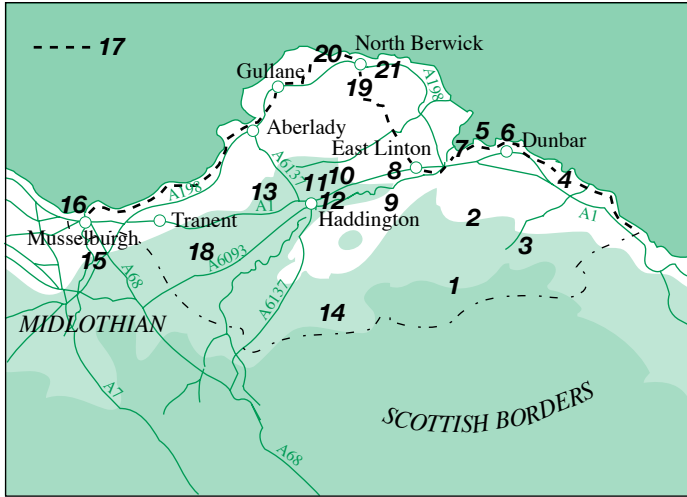 17
20
North Berwick
21
Gullane
19
A198
Aberlady
5
6
7
Dunbar
A6137
East Linton
8
4
11
10
13
A198
16
A1
12
9
A1
Haddington
Tranent
2
Musselburgh
15
18
A6093
3
A68
A6137
1
14
MIDLOTHIAN
A7
SCOTTISH BORDERS
A68